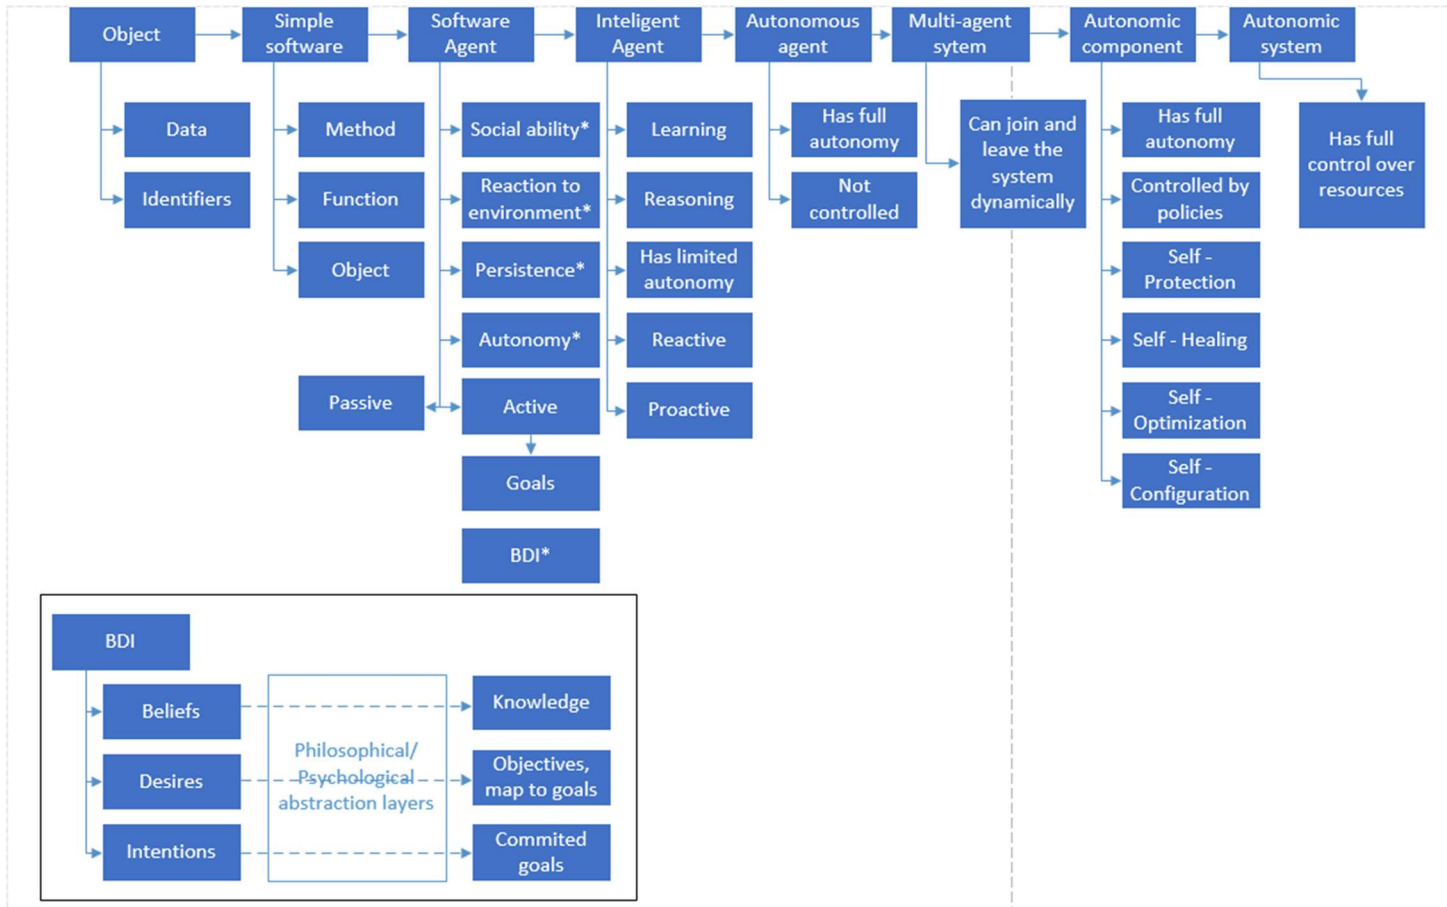 Object
Simple
software
Software
Agent
Inteligent
Agent
Autonomous
agent
Multi-agent
sytem
Autonomic
component
Autonomic
system
Data
Identifiers
Method
Function
Object
Social ability*
Reaction to
environment*
Persistence*
Autonomy*
Passive
Active
Goals
BDI*
Learning
Reasoning
Has limited
autonomy
Reactive
Proactive
Has full
autonomy
Not
controlled
Can join and
leave the
system
dynamically
Has full
autonomy
Controlled by
policies
Self -
Protection
Self - Healing
Self -
Optimization
Self -
Configuration
Has full
control over
resources
BDI
Beliefs
Desires
Intentions
Philosophical/
Psychological
abstraction layers
Knowledge
Objectives,
map to goals
Commited
goals